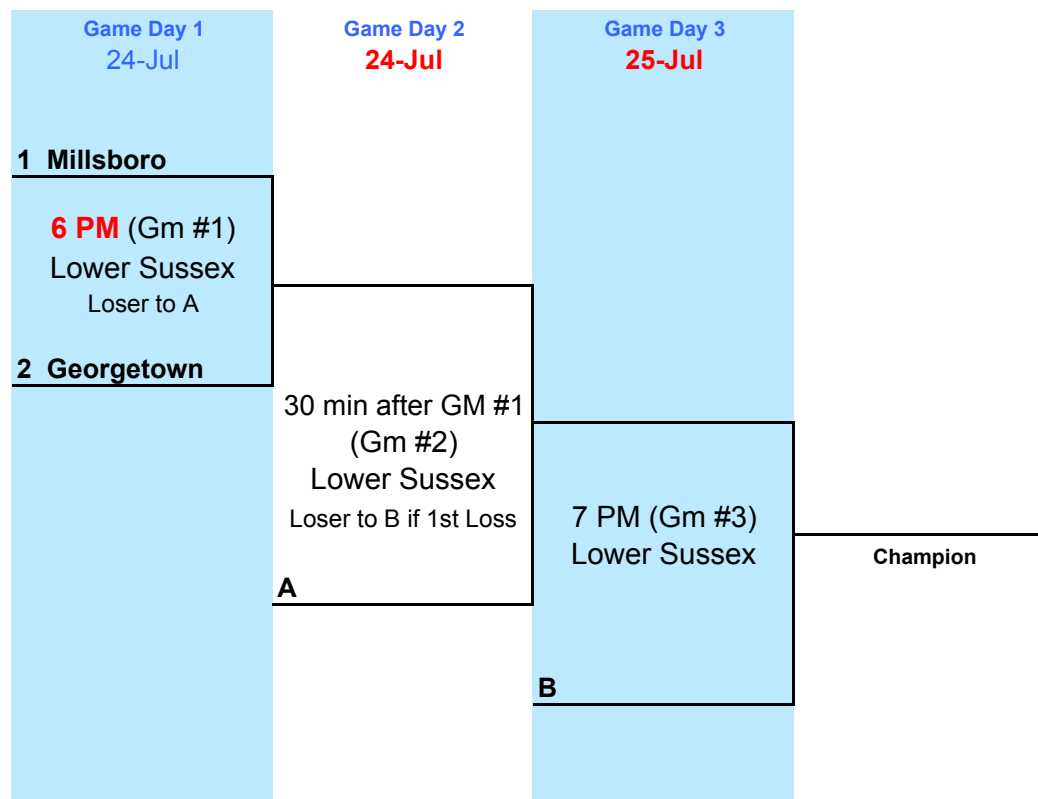 Game Day 1
24-Jul
Game Day 2
24-Jul
Game Day 3
25-Jul
1 Millsboro
6 PM (Gm #1)
Lower Sussex
Loser to A
2 Georgetown
30 min after GM #1
(Gm #2)
Lower Sussex
Loser to B if 1st Loss
A
7 PM (Gm #3)
Lower Sussex
B
Champion